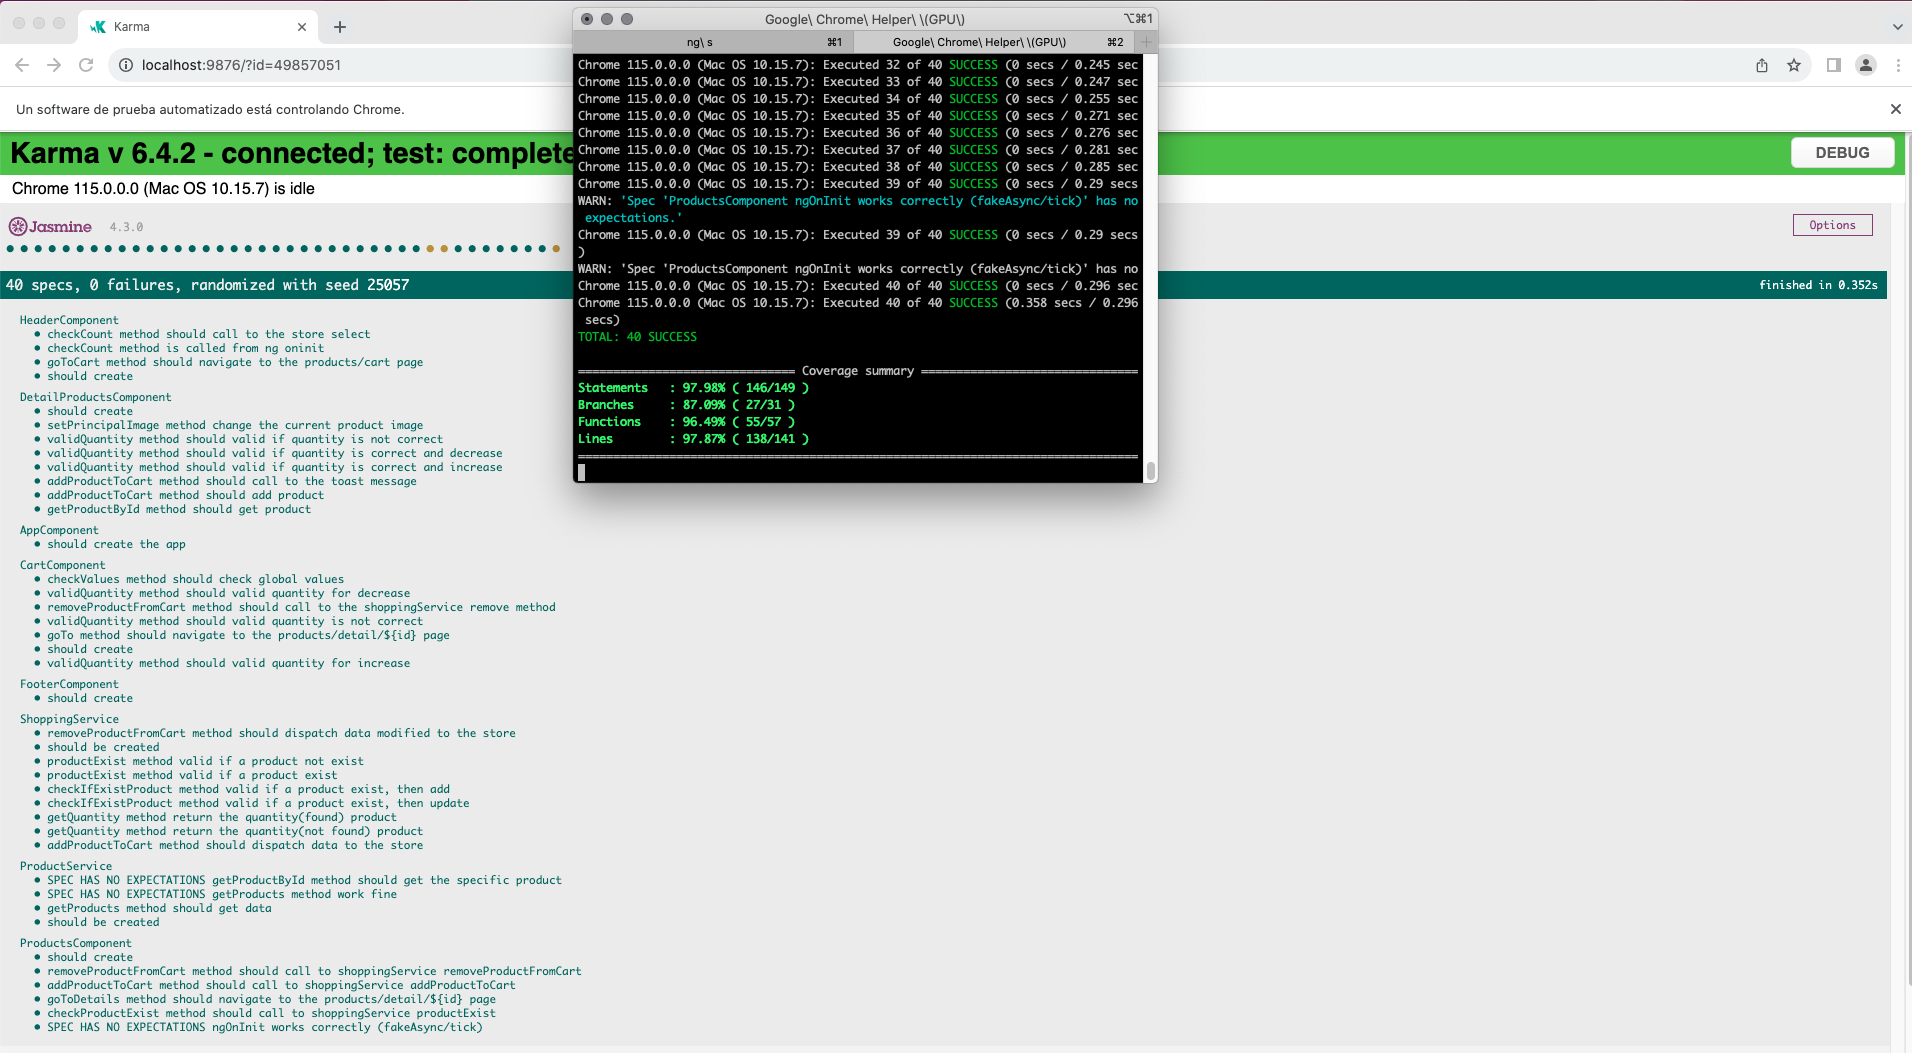 Karma
localhost:9876/?id=49857051
Un software de prueba automatizado está controlando Chrome.
Karma v 6.4.2 - connected; test: complete
DEBUG
Chrome 115.0.0.0 (Mac OS 10.15.7) is idle
Jasmine 4.3.0
Options
40 specs, 0 failures, randomized with seed 25057
finished in 0.352s
HeaderComponent
• checkCount method should call to the store select
• checkCount method is called from ng oninit
• goToCart method should navigate to the products/cart page
• should create
DetailProductsComponent
• should create
• setPrincipalImage method change the current product image
• validQuantity method should valid if quantity is not correct
• validQuantity method should valid if quantity is correct and decrease
• validQuantity method should valid if quantity is correct and increase
• addProductToCart method should call to the toast message
• addProductToCart method should add product
• getProductById method should get product
AppComponent
• should create the app
CartComponent
• checkValues method should check global values
• validQuantity method should valid quantity for decrease
• removeProductFromCart method should call to the shoppingService remove method
• validQuantity method should valid quantity is not correct
• goTo method should navigate to the products/detail/${id} page
• should create
• validQuantity method should valid quantity for increase
FooterComponent
• should create
ShoppingService
• removeProductFromCart method should dispatch data modified to the store
• should be created
• productExist method valid if a product not exist
• productExist method valid if a product exist
• checkIfExistProduct method valid if a product exist, then add
• checkIfExistProduct method valid if a product exist, then update
• getQuantity method return the quantity(found) product
• getQuantity method return the quantity(not found) product
• addProductToCart method should dispatch data to the store
ProductService
• SPEC HAS NO EXPECTATIONS getProductById method should get the specific product
• SPEC HAS NO EXPECTATIONS getProducts method work fine
• getProducts method should get data
• should be created
ProductsComponent
• should create
• removeProductFromCart method should call to shoppingService removeProductFromCart
• addProductToCart method should call to shoppingService addProductToCart
• goToDetails method should navigate to the products/detail/${id} page
• checkProductExist method should call to shoppingService productExist
• SPEC HAS NO EXPECTATIONS ngOnInit works correctly (fakeAsync/tick)
Google\ Chrome\ Helper\ \(GPU\)
⌥⌘1
ng\ s ⌘1
Google\ Chrome\ Helper\ \(GPU\) ⌘2
Chrome 115.0.0.0 (Mac OS 10.15.7): Executed 32 of 40 SUCCESS (0 secs / 0.245 sec
Chrome 115.0.0.0 (Mac OS 10.15.7): Executed 33 of 40 SUCCESS (0 secs / 0.247 sec
Chrome 115.0.0.0 (Mac OS 10.15.7): Executed 34 of 40 SUCCESS (0 secs / 0.255 sec
Chrome 115.0.0.0 (Mac OS 10.15.7): Executed 35 of 40 SUCCESS (0 secs / 0.271 sec
Chrome 115.0.0.0 (Mac OS 10.15.7): Executed 36 of 40 SUCCESS (0 secs / 0.276 sec
Chrome 115.0.0.0 (Mac OS 10.15.7): Executed 37 of 40 SUCCESS (0 secs / 0.281 sec
Chrome 115.0.0.0 (Mac OS 10.15.7): Executed 38 of 40 SUCCESS (0 secs / 0.285 sec
Chrome 115.0.0.0 (Mac OS 10.15.7): Executed 39 of 40 SUCCESS (0 secs / 0.29 secs
WARN: 'Spec 'ProductsComponent ngOnInit works correctly (fakeAsync/tick)' has no
expectations.'
Chrome 115.0.0.0 (Mac OS 10.15.7): Executed 39 of 40 SUCCESS (0 secs / 0.29 secs
)
WARN: 'Spec 'ProductsComponent ngOnInit works correctly (fakeAsync/tick)' has no
Chrome 115.0.0.0 (Mac OS 10.15.7): Executed 40 of 40 SUCCESS (0 secs / 0.296 sec
Chrome 115.0.0.0 (Mac OS 10.15.7): Executed 40 of 40 SUCCESS (0.358 secs / 0.296
secs)
TOTAL: 40 SUCCESS
=============================== Coverage summary ===============================
Statements : 97.98% ( 146/149 )
Branches : 87.09% ( 27/31 )
Functions : 96.49% ( 55/57 )
Lines : 97.87% ( 138/141 )
================================================================================